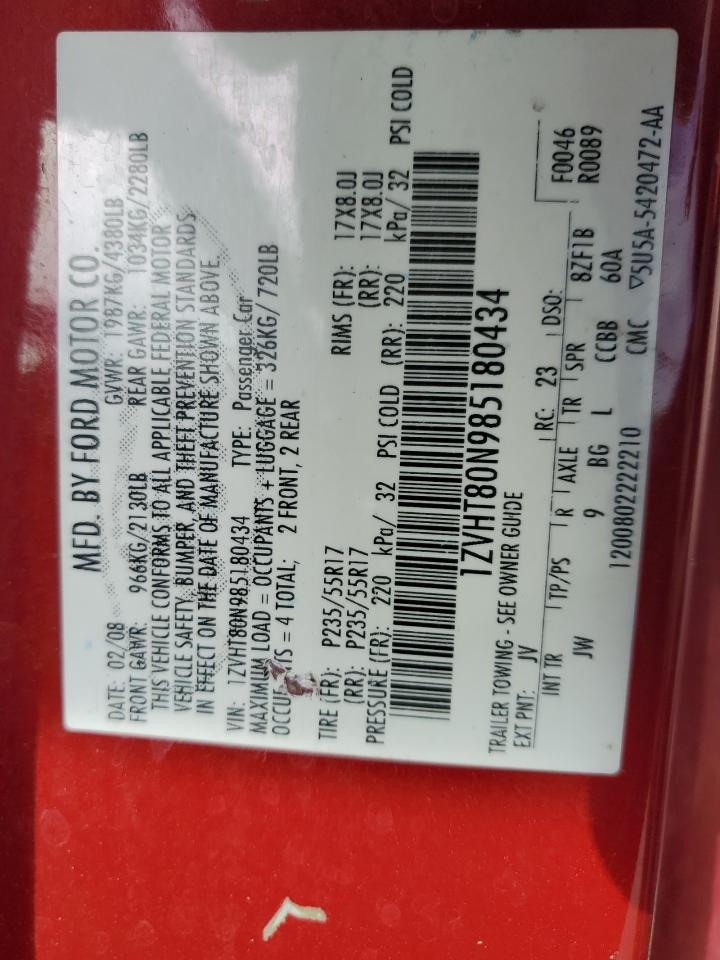 MFD. BY FORD MOTOR CO.
DATE: 02/08 GVWR: 1987KG/4380LB
FRONT GAWR: 966KG/2130LB REAR GAWR: 1034KG/2280LB
THIS VEHICLE CONFORMS TO ALL APPLICABLE FEDERAL MOTOR
VEHICLE SAFETY, BUMPER, AND THEFT PREVENTION STANDARDS
IN EFFECT ON THE DATE OF MANUFACTURE SHOWN ABOVE.
VIN: 1ZVHT80N985180434 TYPE: Passenger Car
MAXIMUM LOAD = OCCUPANTS + LUGGAGE = 326KG/ 720LB
= 4 TOTAL; 2 FRONT, 2 REAR
TIRE (FR): P235/55R17 RIMS (FR): 17X8.0J
(RR): P235/55R17 (RR): 17X8.0J
PRESSURE (FR): 220 kPa/ 32 PSI COLD (RR): 220 kPa/ 32 PSI COLD
1ZVHT80N985180434
TRAILER TOWING - SEE OWNER GUIDE
EXT PNT: JV RC: 23 DSO: F0046
R0089
INT TR TP/PS R AXLE TR SPR 8ZF1B
JW 9 BG L CCBB 60A
1200802222210 CMC ▽5U5A-5420472-AA